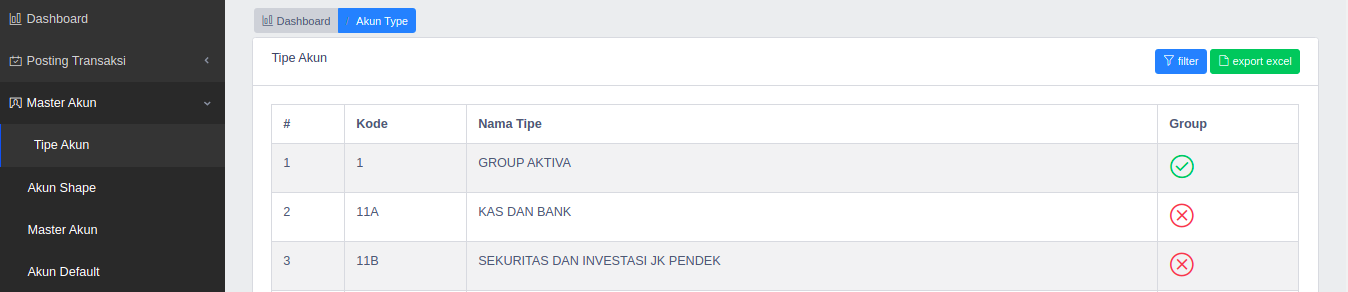 Dashboard
Posting Transaksi
Master Akun
Tipe Akun
Akun Shape
Master Akun
Akun Default
Dashboard / Akun Type
Tipe Akun
filter export excel
# Kode Nama Tipe Group
1 1 GROUP AKTIVA
2 11A KAS DAN BANK
3 11B SEKURITAS DAN INVESTASI JK PENDEK